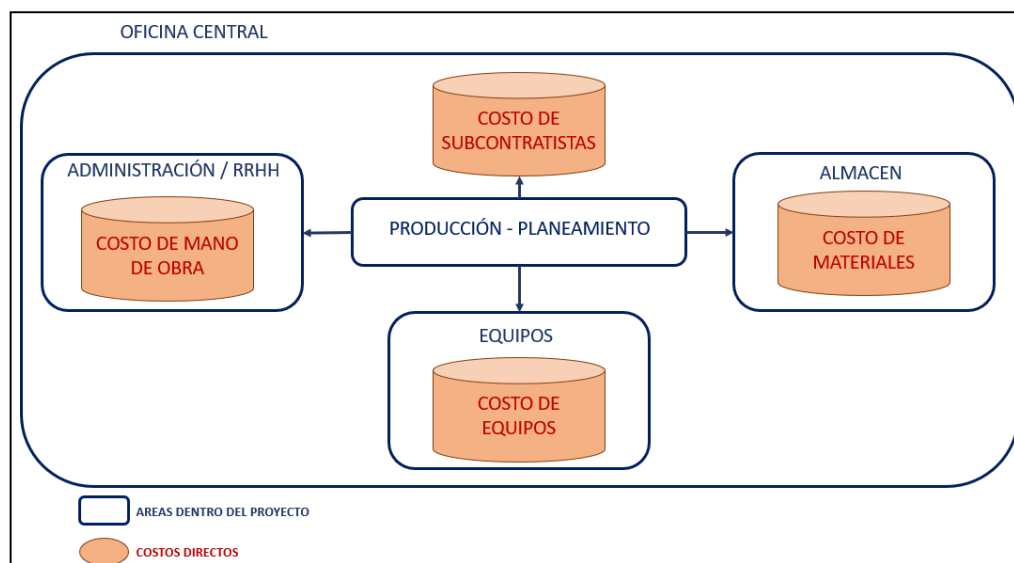 OFICINA CENTRAL
COSTO DE
SUBCONTRATISTAS
ADMINISTRACIÓN / RRHH
COSTO DE MANO
DE OBRA
PRODUCCIÓN - PLANEAMIENTO
ALMACEN
COSTO DE
MATERIALES
EQUIPOS
COSTO DE
EQUIPOS
AREAS DENTRO DEL PROYECTO
COSTOS DIRECTOS